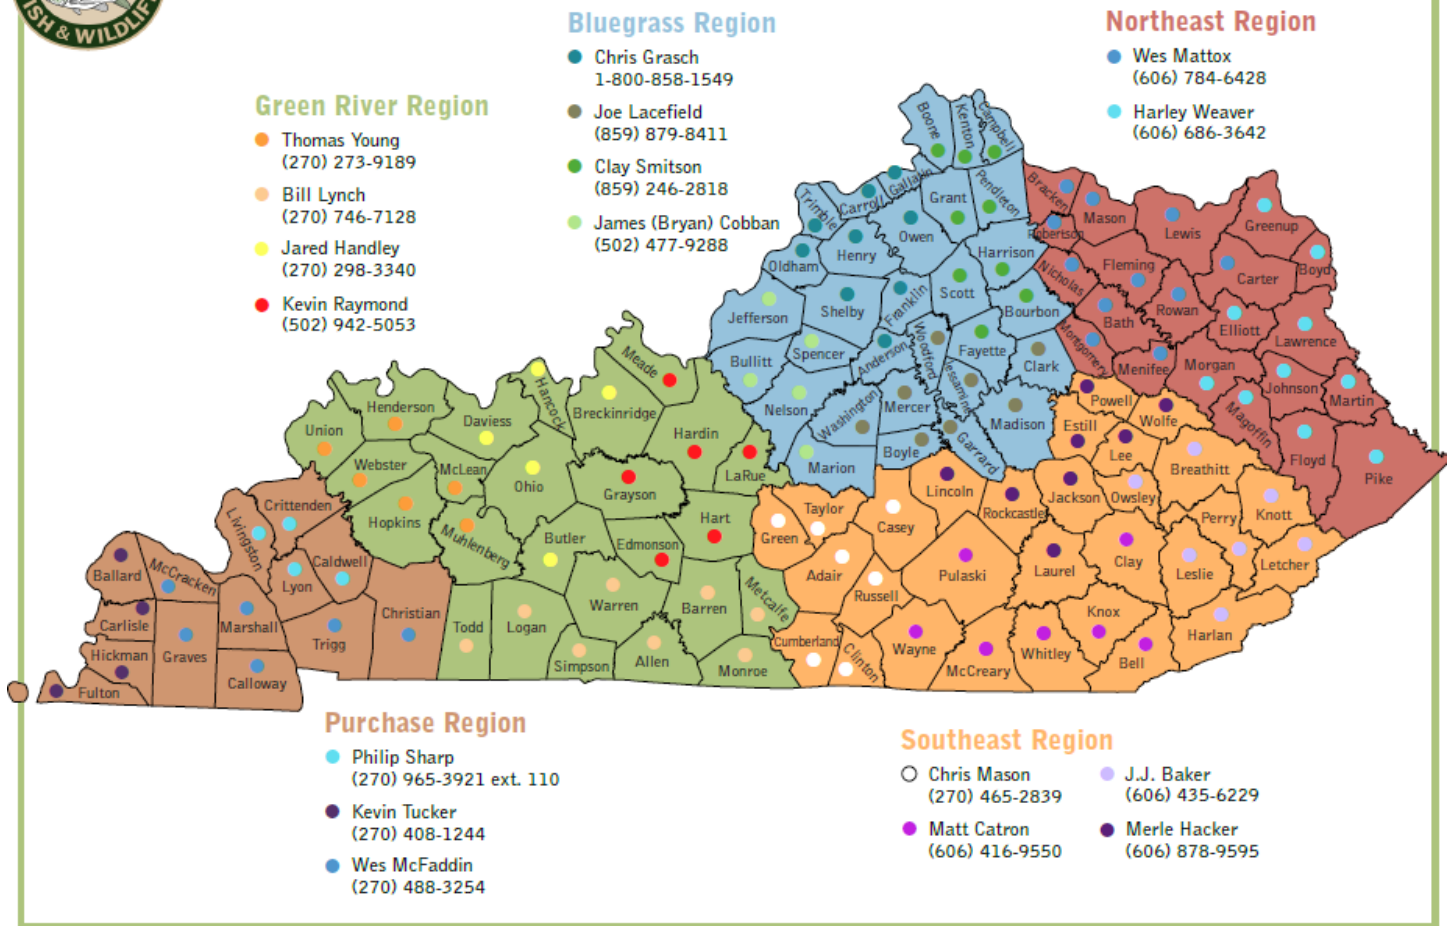 FISH & WILDLIFE
Bluegrass Region
Chris Grasch
1-800-858-1549
Joe Lacefield
(859) 879-8411
Clay Smitson
(859) 246-2818
James (Bryan) Cobban
(502) 477-9288
Northeast Region
Wes Mattox
(606) 784-6428
Harley Weaver
(606) 686-3642
Green River Region
Thomas Young
(270) 273-9189
Bill Lynch
(270) 746-7128
Jared Handley
(270) 298-3340
Kevin Raymond
(502) 942-5053
Boone
Kenton
Campbell
Gallatin
Carroll
Trimble
Grant
Pendleton
Owen
Henry
Oldham
Harrison
Scott
Franklin
Shelby
Jefferson
Bourbon
Spencer
Bullitt
Anderson
Woodford
Fayette
Clark
Jessamine
Nelson
Washington
Mercer
Madison
Boyle
Garrard
Marion
Bracken
Mason
Robertson
Lewis
Greenup
Fleming
Nicholas
Carter
Boyd
Rowan
Bath
Elliott
Lawrence
Montgomery
Menifee
Morgan
Johnson
Martin
Magoffin
Floyd
Pike
Meade
Hancock
Breckinridge
Henderson
Daviess
Union
Hardin
Webster
McLean
Ohio
LaRue
Grayson
Hopkins
Hart
Muhlenberg
Butler
Edmonson
Warren
Barren
Metcalfe
Todd
Logan
Simpson
Allen
Monroe
Crittenden
Livingston
Caldwell
Lyon
Ballard
McCracken
Carlisle
Marshall
Christian
Hickman
Graves
Trigg
Calloway
Fulton
Powell
Wolfe
Estill
Lee
Breathitt
Lincoln
Jackson
Owsley
Rockcastle
Perry
Knott
Taylor
Green
Casey
Adair
Pulaski
Laurel
Clay
Leslie
Letcher
Russell
Knox
Harlan
Cumberland
Clinton
Wayne
McCreary
Whitley
Bell
Purchase Region
Philip Sharp
(270) 965-3921 ext. 110
Kevin Tucker
(270) 408-1244
Wes McFaddin
(270) 488-3254
Southeast Region
Chris Mason
(270) 465-2839
Matt Catron
(606) 416-9550
J.J. Baker
(606) 435-6229
Merle Hacker
(606) 878-9595